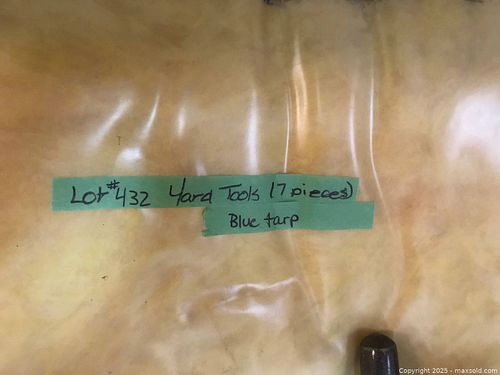 Lot #432 Yard Tools (7 pieces)
Blue tarp
Copyright 2025 - maxsold.com